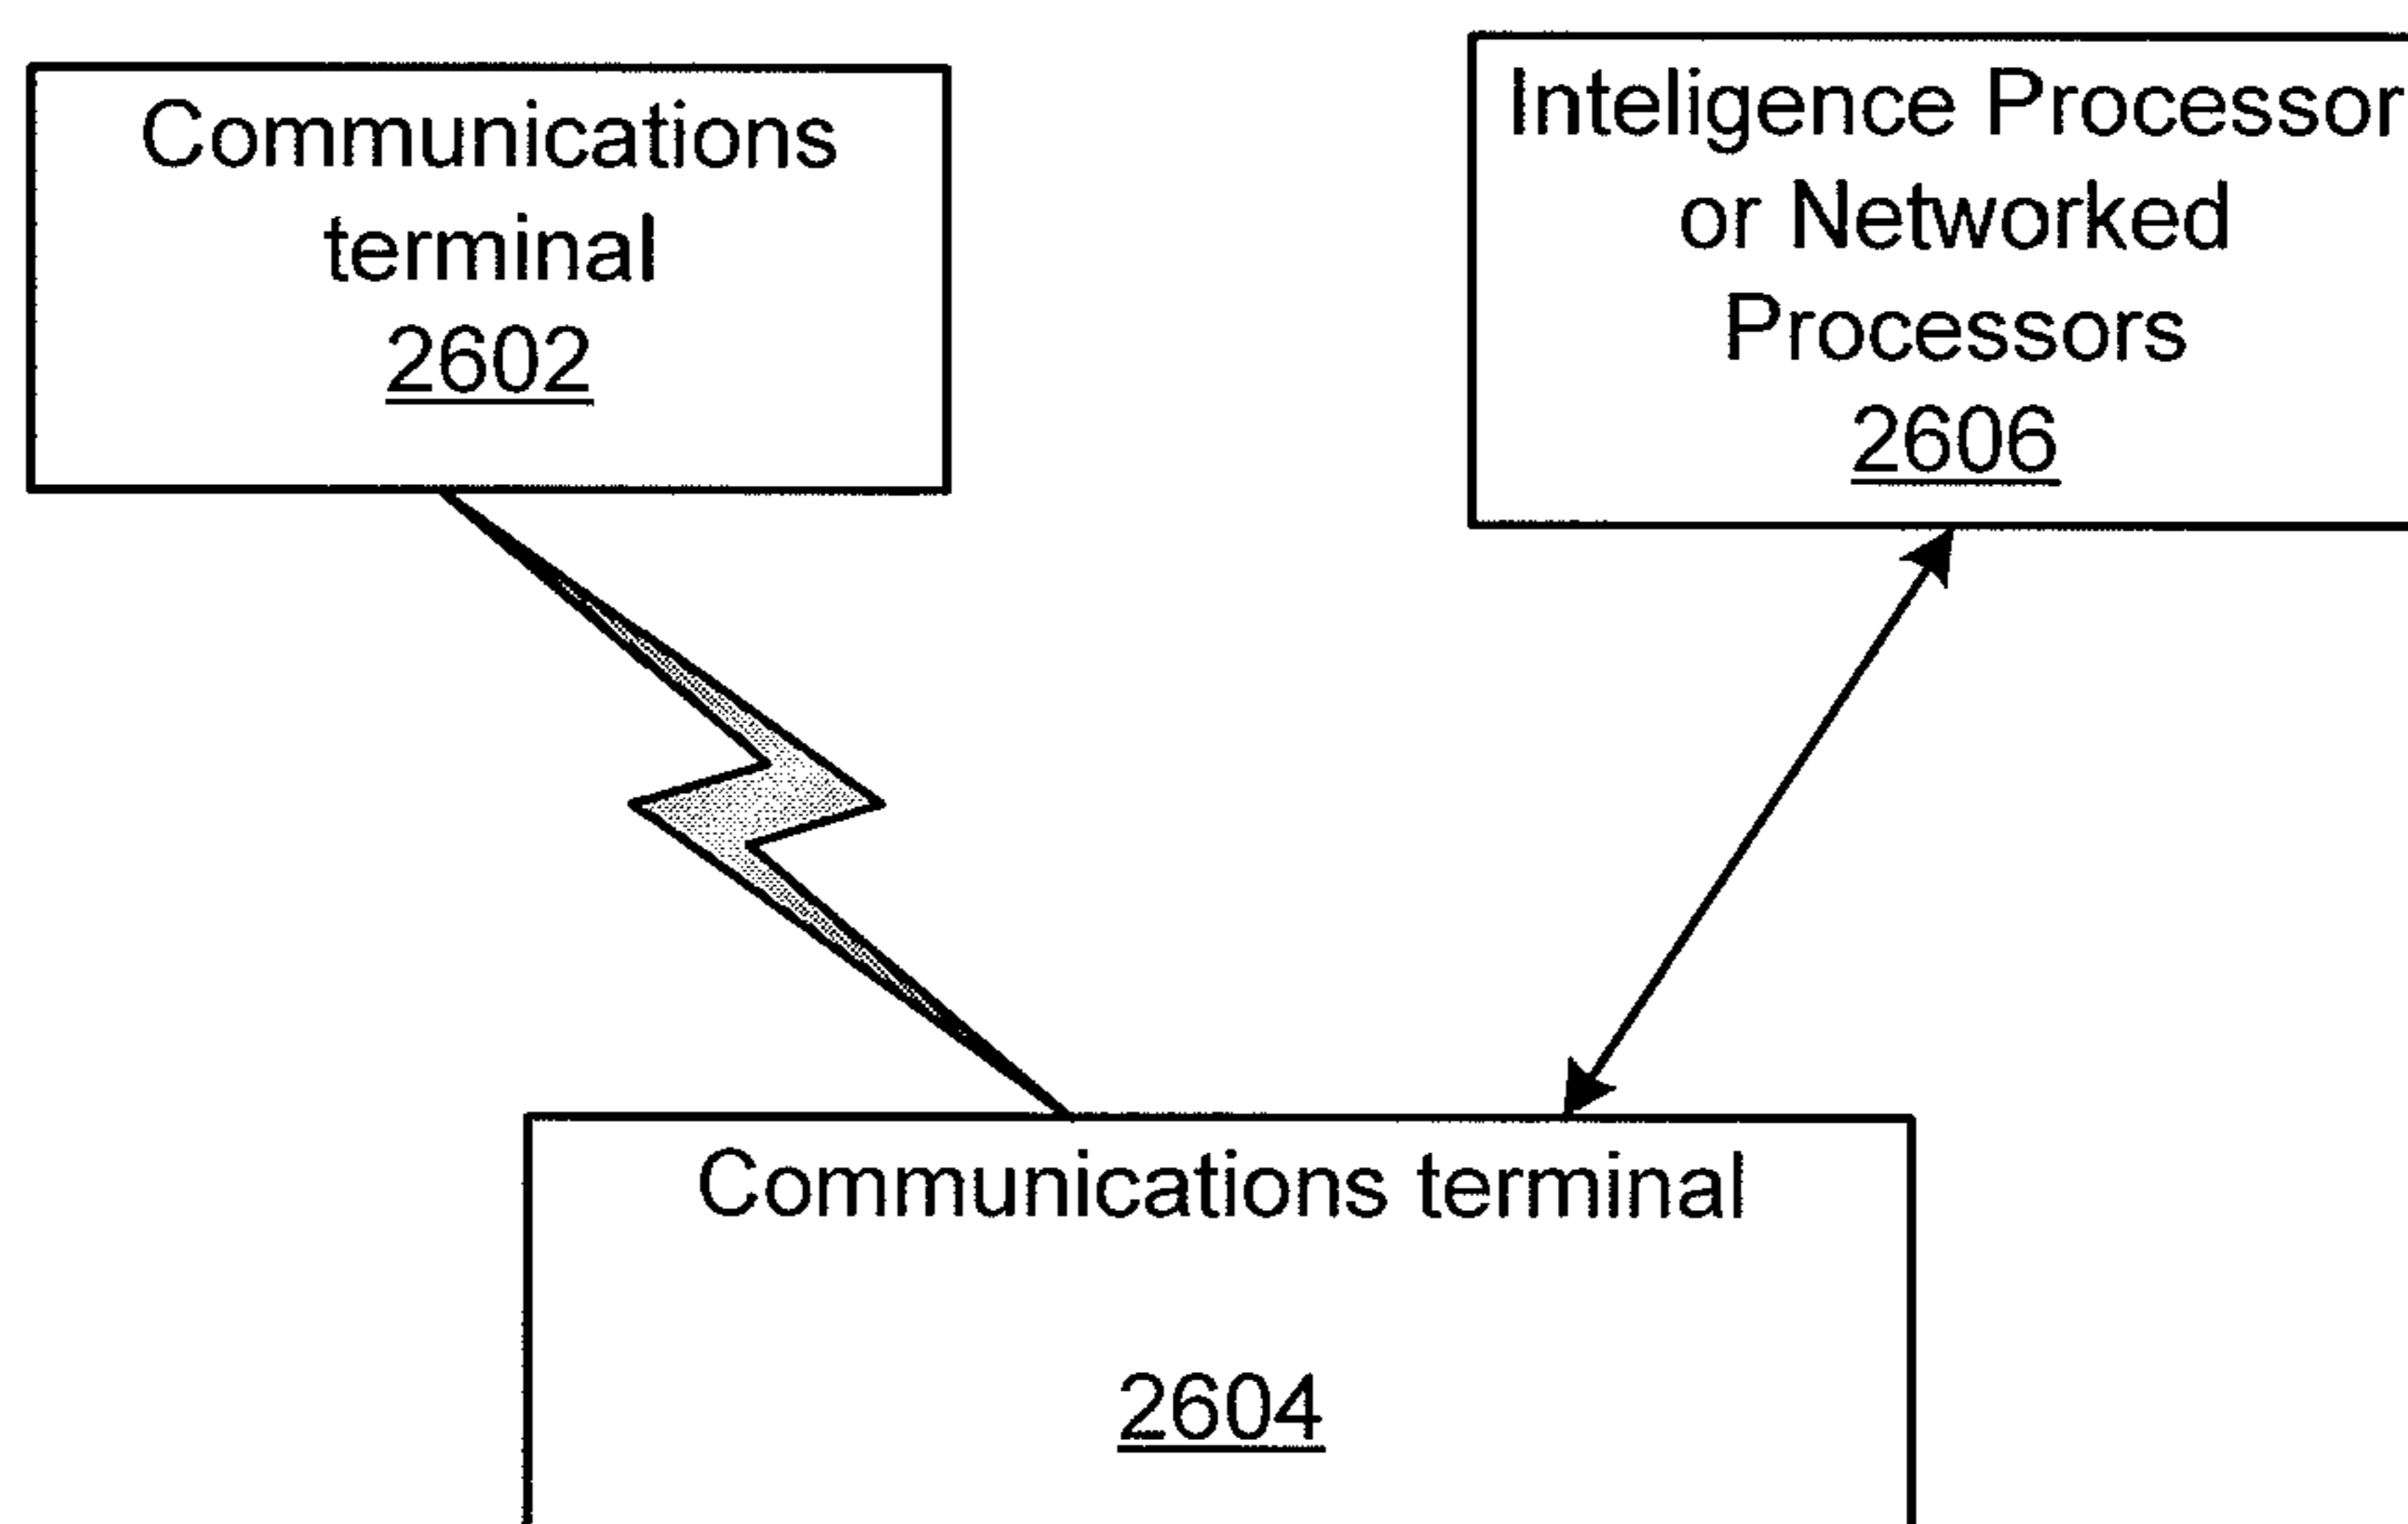 Communications
terminal
2602
Inteligence Processor
or Networked
Processors
2606
Communications terminal
2604